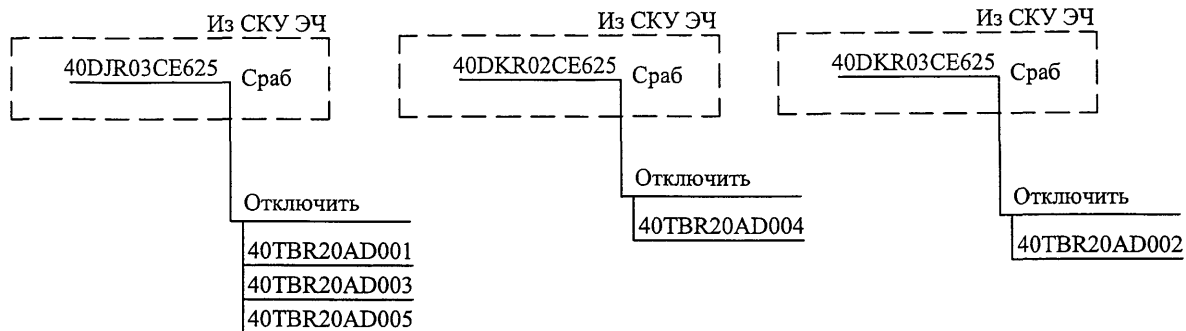 Из СКУ ЭЧ
40DJR03CE625
Сраб
Отключить
40TBR20AD001
40TBR20AD003
40TBR20AD005
Из СКУ ЭЧ
40DKR02CE625
Сраб
Отключить
40TBR20AD004
Из СКУ ЭЧ
40DKR03CE625
Сраб
Отключить
40TBR20AD002